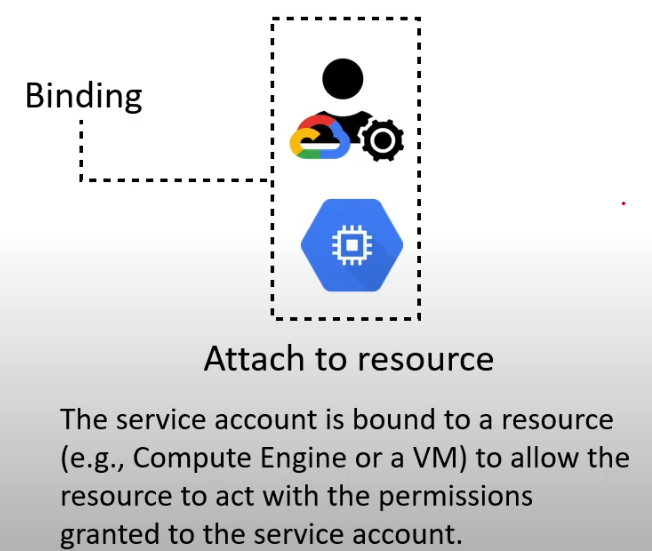 Binding
Attach to resource
The service account is bound to a resource
(e.g., Compute Engine or a VM) to allow the
resource to act with the permissions
granted to the service account.